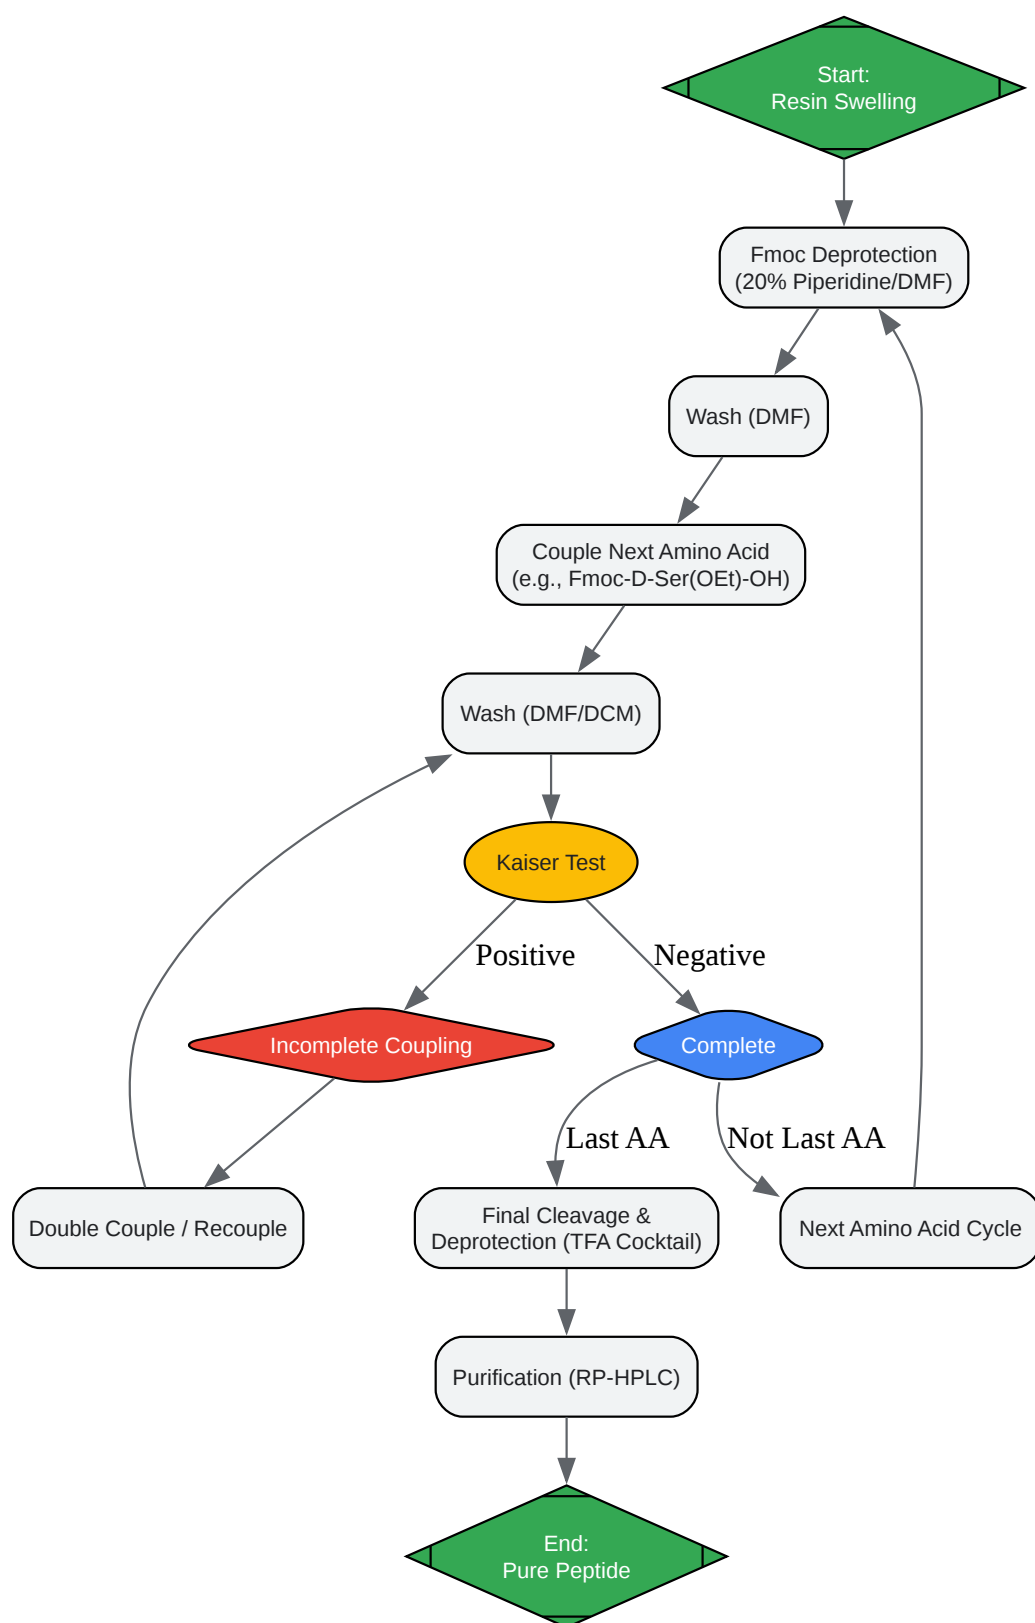 Start:
Resin Swelling
Fmoc Deprotection
(20% Piperidine/DMF)
Wash (DMF)
Couple Next Amino Acid
(e.g., Fmoc-D-Ser(OEt)-OH)
Wash (DMF/DCM)
Kaiser Test
Positive
Negative
Incomplete Coupling
Complete
Last AA
Not Last AA
Double Couple / Recouple
Final Cleavage &
Deprotection (TFA Cocktail)
Next Amino Acid Cycle
Purification (RP-HPLC)
End:
Pure Peptide